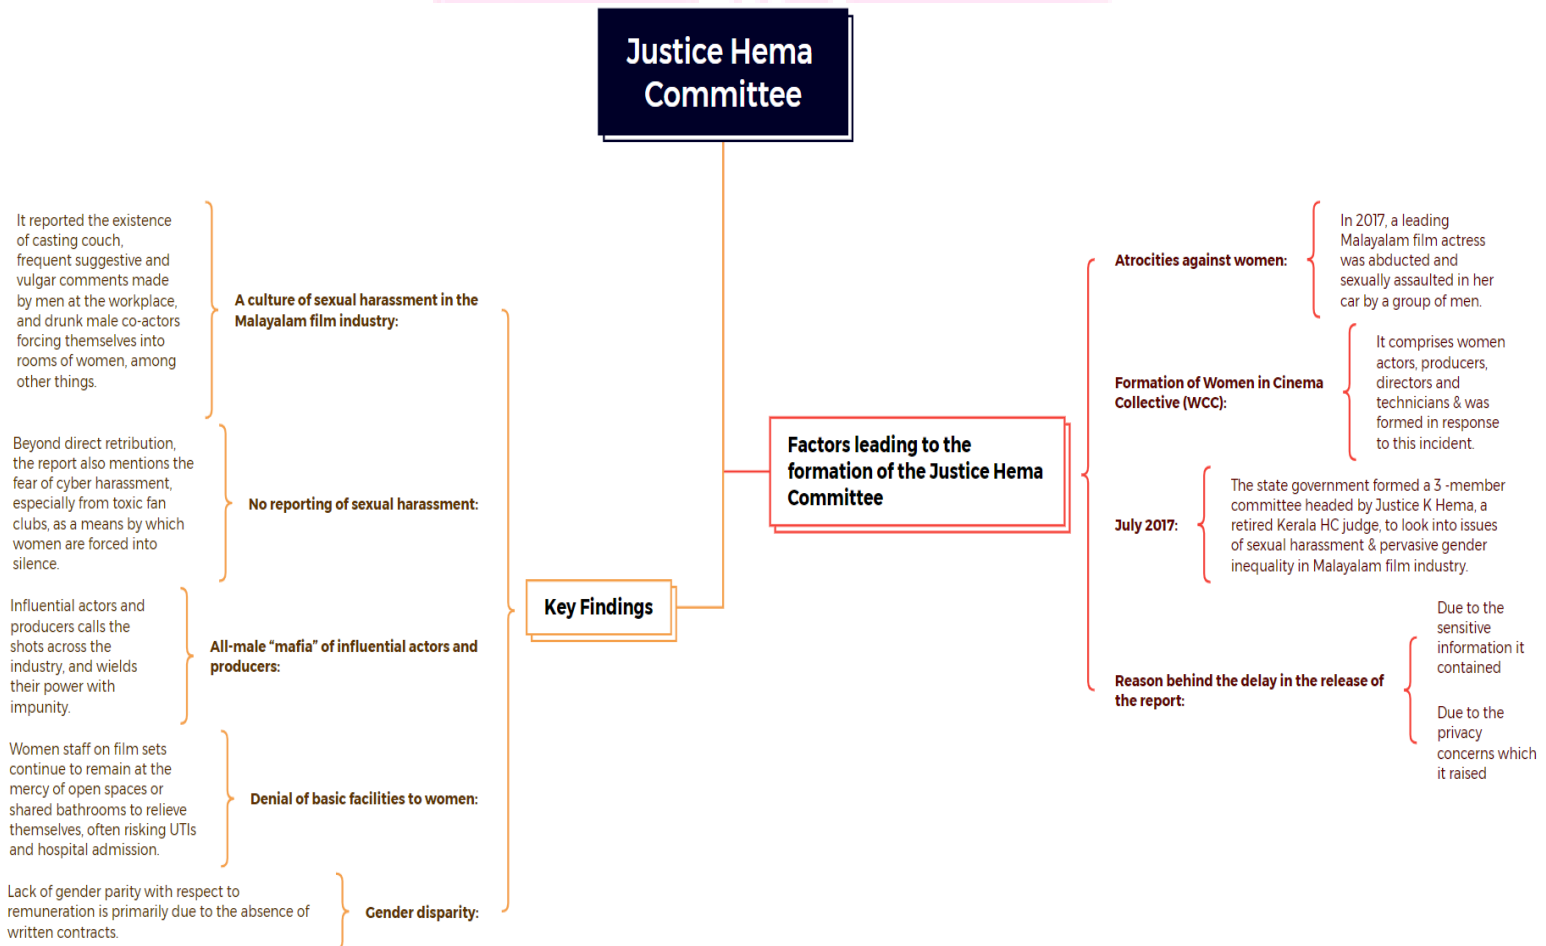 Justice Hema
Committee
It reported the existence
of casting couch,
frequent suggestive and
vulgar comments made
by men at the workplace,
and drunk male co-actors
forcing themselves into
rooms of women, among
other things.
A culture of sexual harassment in the
Malayalam film industry:
Beyond direct retribution,
the report also mentions the
fear of cyber harassment,
especially from toxic fan
clubs, as a means by which
women are forced into
silence.
No reporting of sexual harassment:
Influential actors and
producers calls the
shots across the
industry, and wields
their power with
impunity.
All-male “mafia” of influential actors and
producers:
Women staff on film sets
continue to remain at the
mercy of open spaces or
shared bathrooms to relieve
themselves, often risking UTIs
and hospital admission.
Denial of basic facilities to women:
Lack of gender parity with respect to
remuneration is primarily due to the absence of
written contracts.
Gender disparity:
Key Findings
Factors leading to the
formation of the Justice Hema
Committee
Atrocities against women:
In 2017, a leading
Malayalam film actress
was abducted and
sexually assaulted in her
car by a group of men.
Formation of Women in Cinema
Collective (WCC):
It comprises women
actors, producers,
directors and
technicians & was
formed in response
to this incident.
July 2017:
The state government formed a 3 -member
committee headed by Justice K Hema, a
retired Kerala HC judge, to look into issues
of sexual harassment & pervasive gender
inequality in Malayalam film industry.
Reason behind the delay in the release of
the report:
Due to the
sensitive
information it
contained
Due to the
privacy
concerns which
it raised